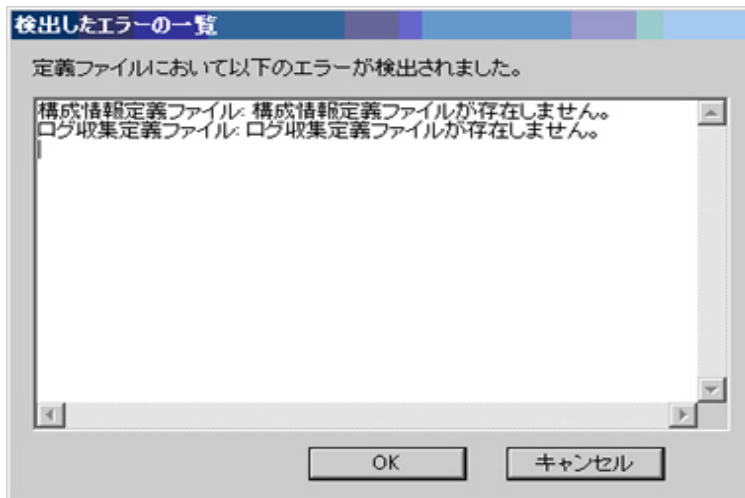 検出したエラーの一覧
定義ファイルにおいて以下のエラーが検出されました。
構成情報定義ファイル: 構成情報定義ファイルが存在しません。
ログ収集定義ファイル: ログ収集定義ファイルが存在しません。
OK
キャンセル